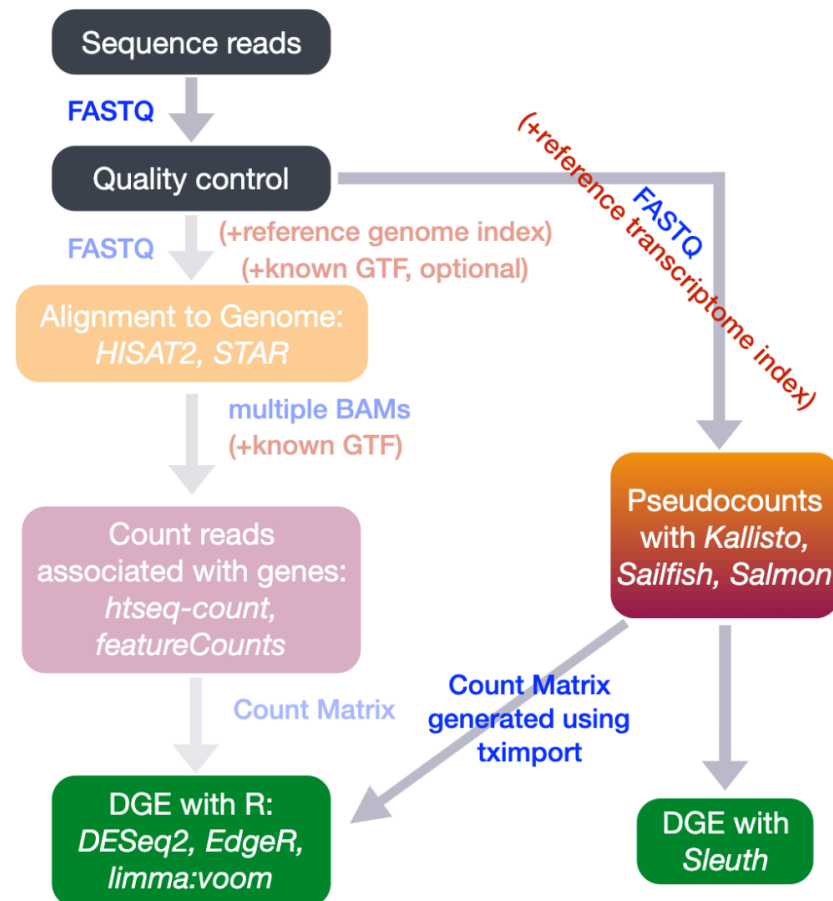 Sequence reads
FASTQ
Quality control
FASTQ
(+reference genome index)
(+known GTF, optional)
Alignment to Genome:
HISAT2, STAR
multiple BAMs
(+known GTF)
Count reads
associated with genes:
htseq-count,
featureCounts
Count Matrix
DGE with R:
DESeq2, EdgeR,
limma:voom
FASTQ
(+reference transcriptome index)
Pseudocounts
with Kallisto,
Sailfish, Salmon
Count Matrix
generated using
tximport
DGE with
Sleuth